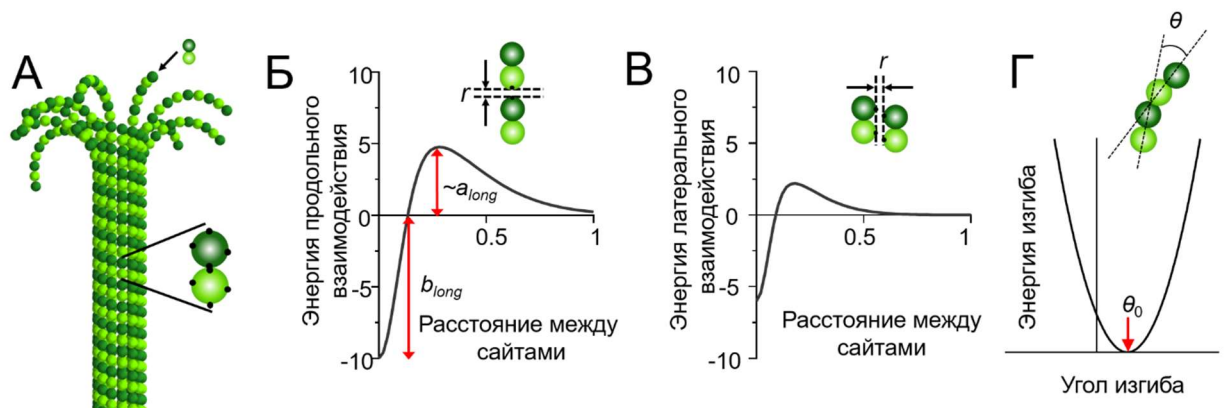 А
Б
Энергия продольного
взаимодействия
10
5
0
-5
-10
r
~a_long
b_long
0.5
1
Расстояние между
сайтами
В
Энергия латерального
взаимодействия
10
5
0
-5
-10
r
0.5
1
Расстояние между
сайтами
Г
θ
Энергия изгиба
θ₀
Угол изгиба